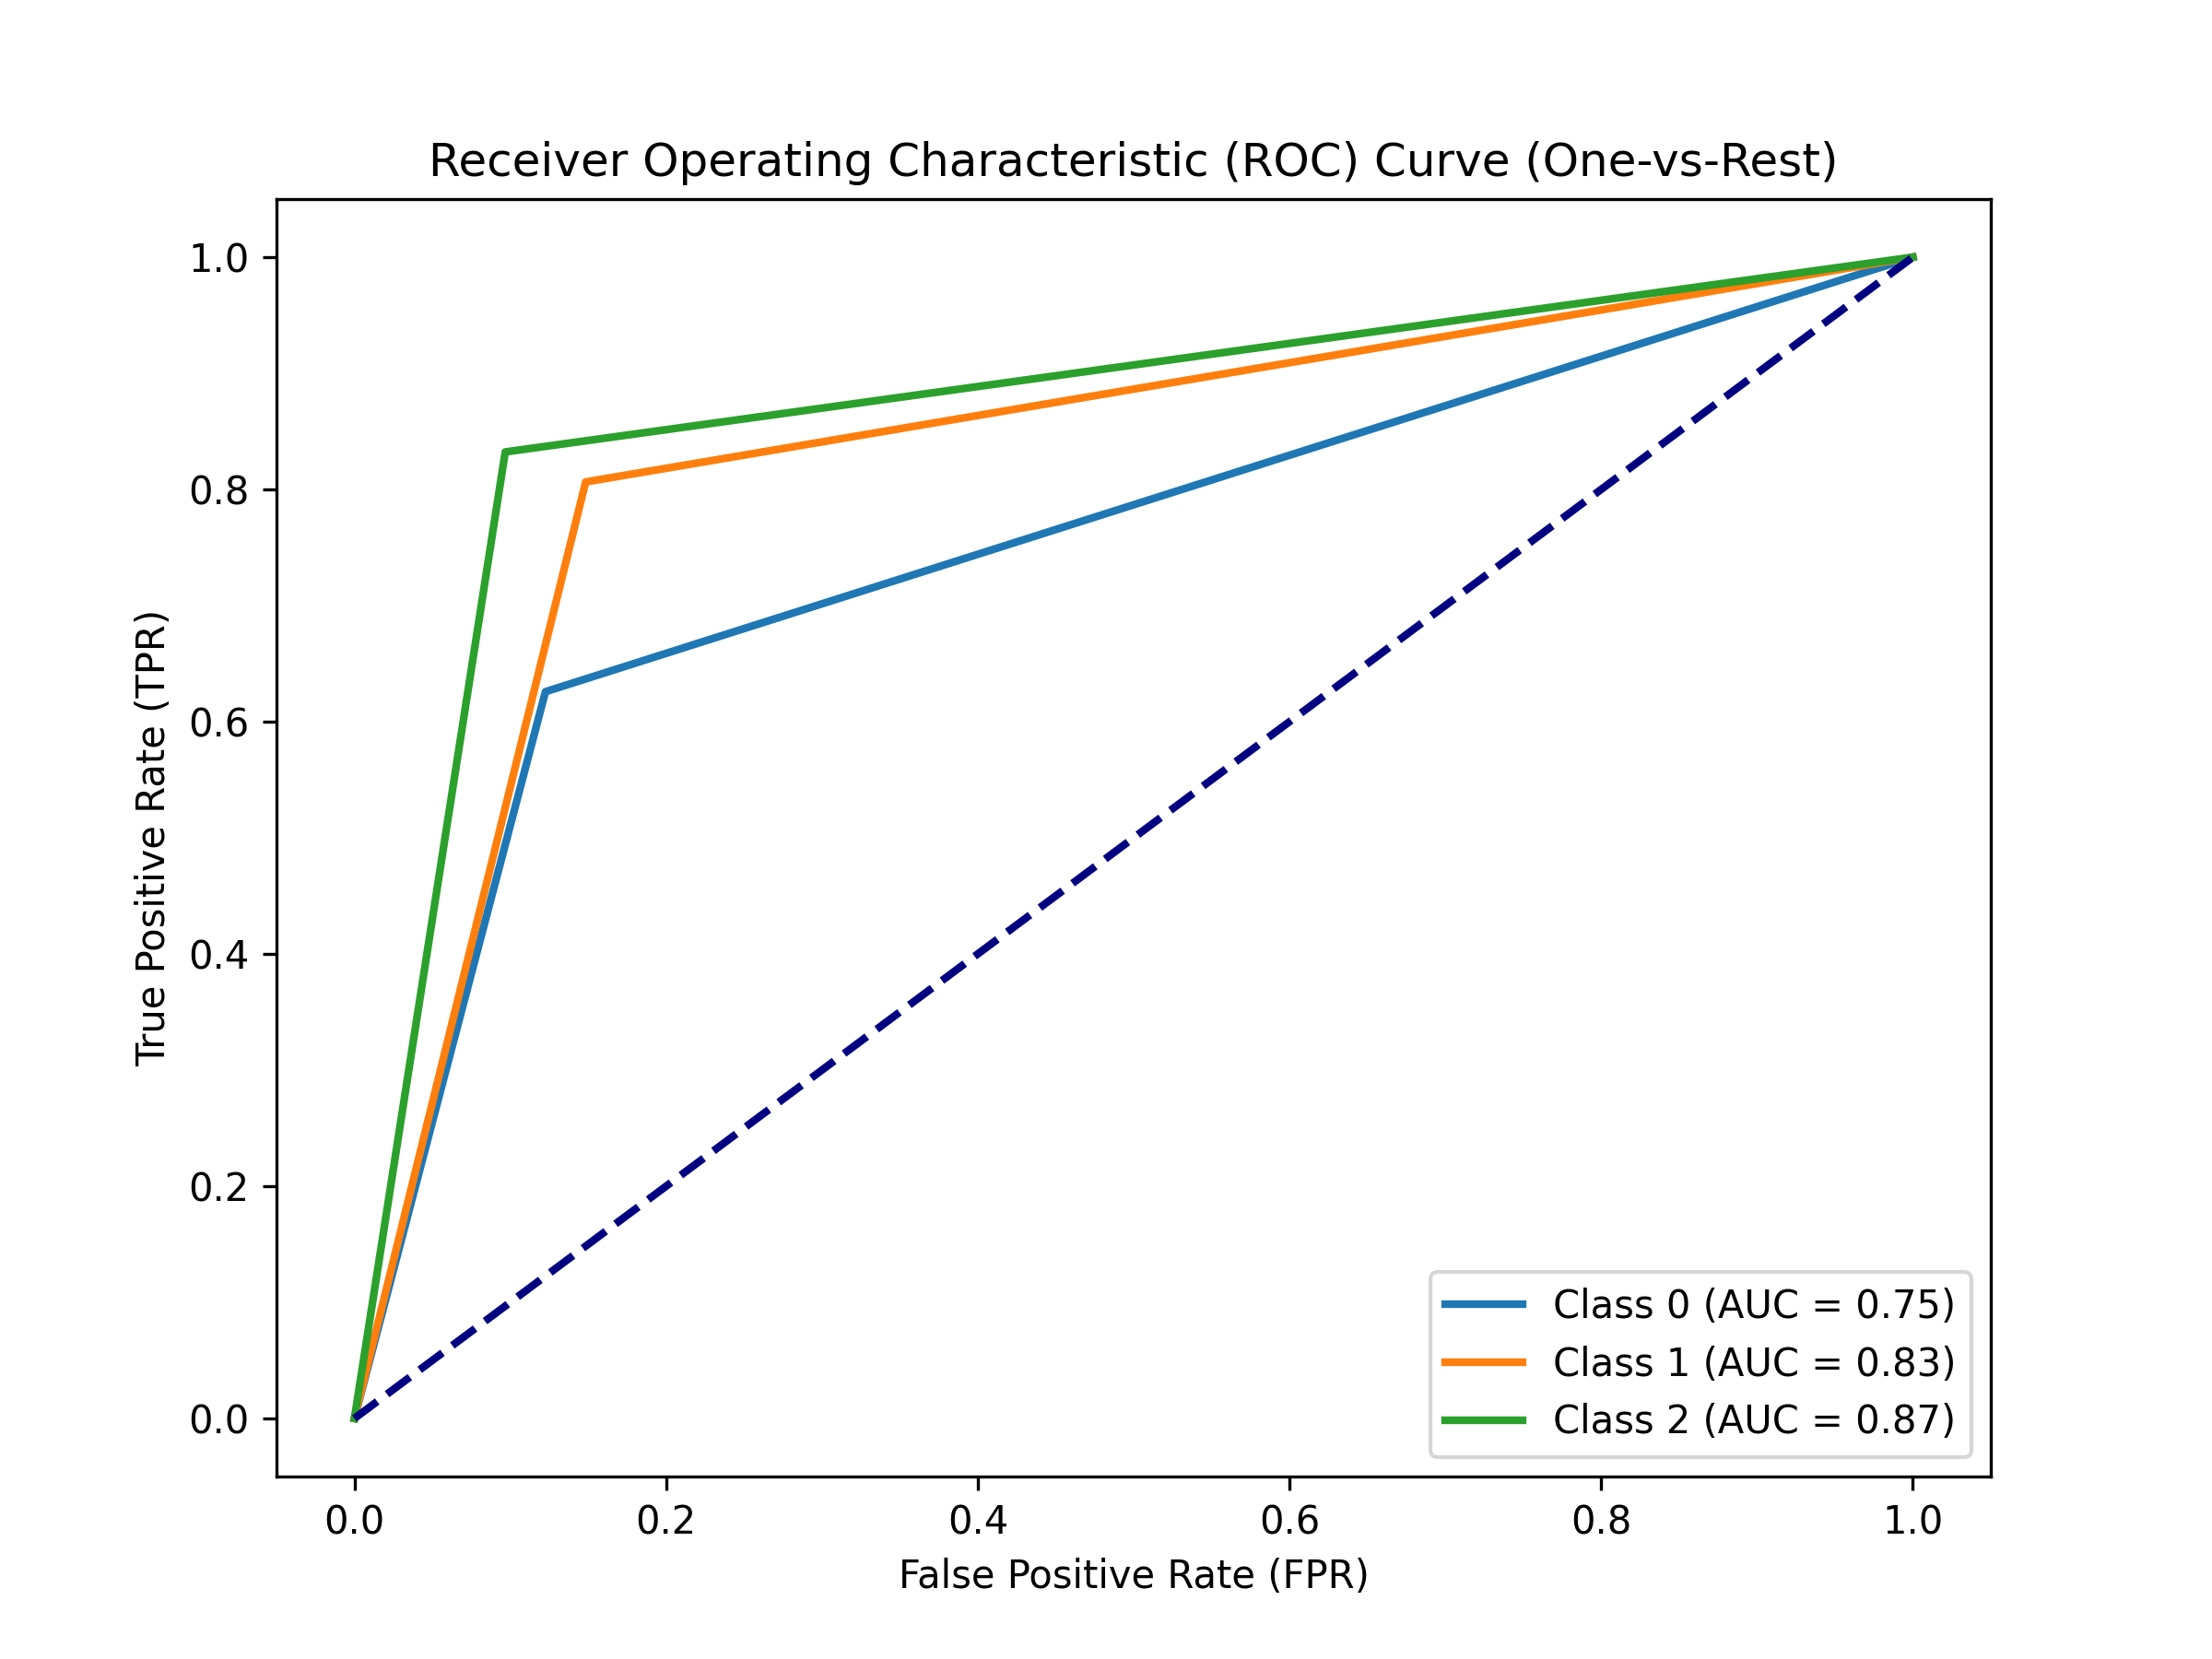 Receiver Operating Characteristic (ROC) Curve (One-vs-Rest)
True Positive Rate (TPR)
1.0
0.8
0.6
0.4
0.2
0.0
Class 0 (AUC = 0.75)
Class 1 (AUC = 0.83)
Class 2 (AUC = 0.87)
0.0 0.2 0.4 0.6 0.8 1.0
False Positive Rate (FPR)